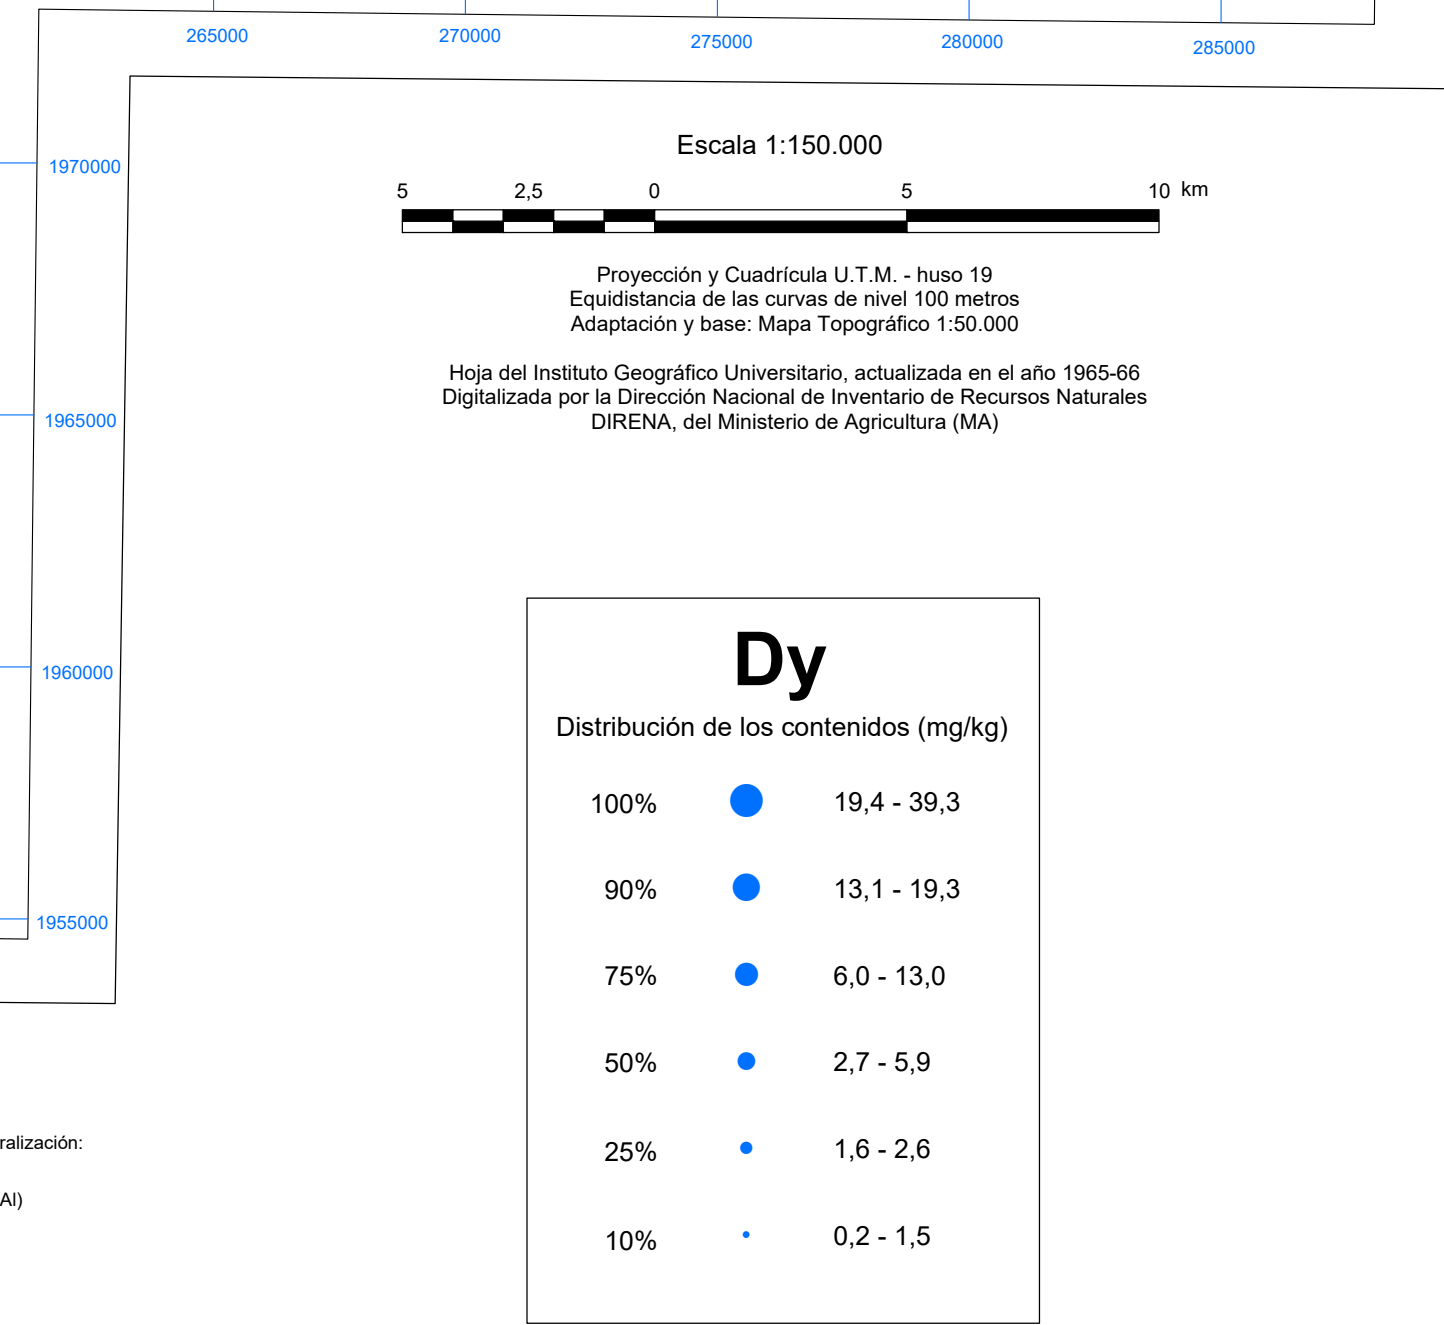 265000 270000 275000 280000 285000
1970000
1965000
1960000
1955000
Escala 1:150.000
5 2,5 0 5 10 km
Proyección y Cuadrícula U.T.M. - huso 19
Equidistancia de las curvas de nivel 100 metros
Adaptación y base: Mapa Topográfico 1:50.000
Hoja del Instituto Geográfico Universitario, actualizada en el año 1965-66
Digitalizada por la Dirección Nacional de Inventario de Recursos Naturales
DIRENA, del Ministerio de Agricultura (MA)
Dy
Distribución de los contenidos (mg/kg)
100% 19,4 - 39,3
90% 13,1 - 19,3
75% 6,0 - 13,0
50% 2,7 - 5,9
25% 1,6 - 2,6
10% 0,2 - 1,5
ralización:
Al)